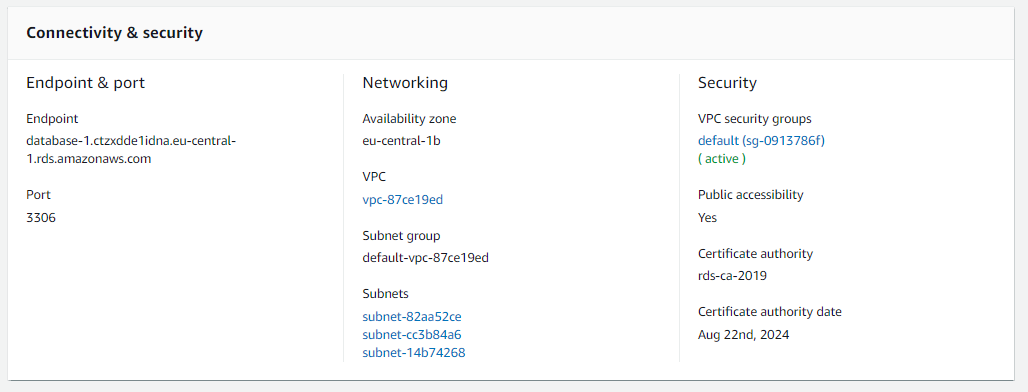 Connectivity & security
Endpoint & port
Endpoint
database-1.ctzxdde1idna.eu-central-
1.rds.amazonaws.com
Port
3306
Networking
Availability zone
eu-central-1b
VPC
vpc-87ce19ed
Subnet group
default-vpc-87ce19ed
Subnets
subnet-82aa52ce
subnet-cc3b84a6
subnet-14b74268
Security
VPC security groups
default (sg-0913786f)
( active )
Public accessibility
Yes
Certificate authority
rds-ca-2019
Certificate authority date
Aug 22nd, 2024